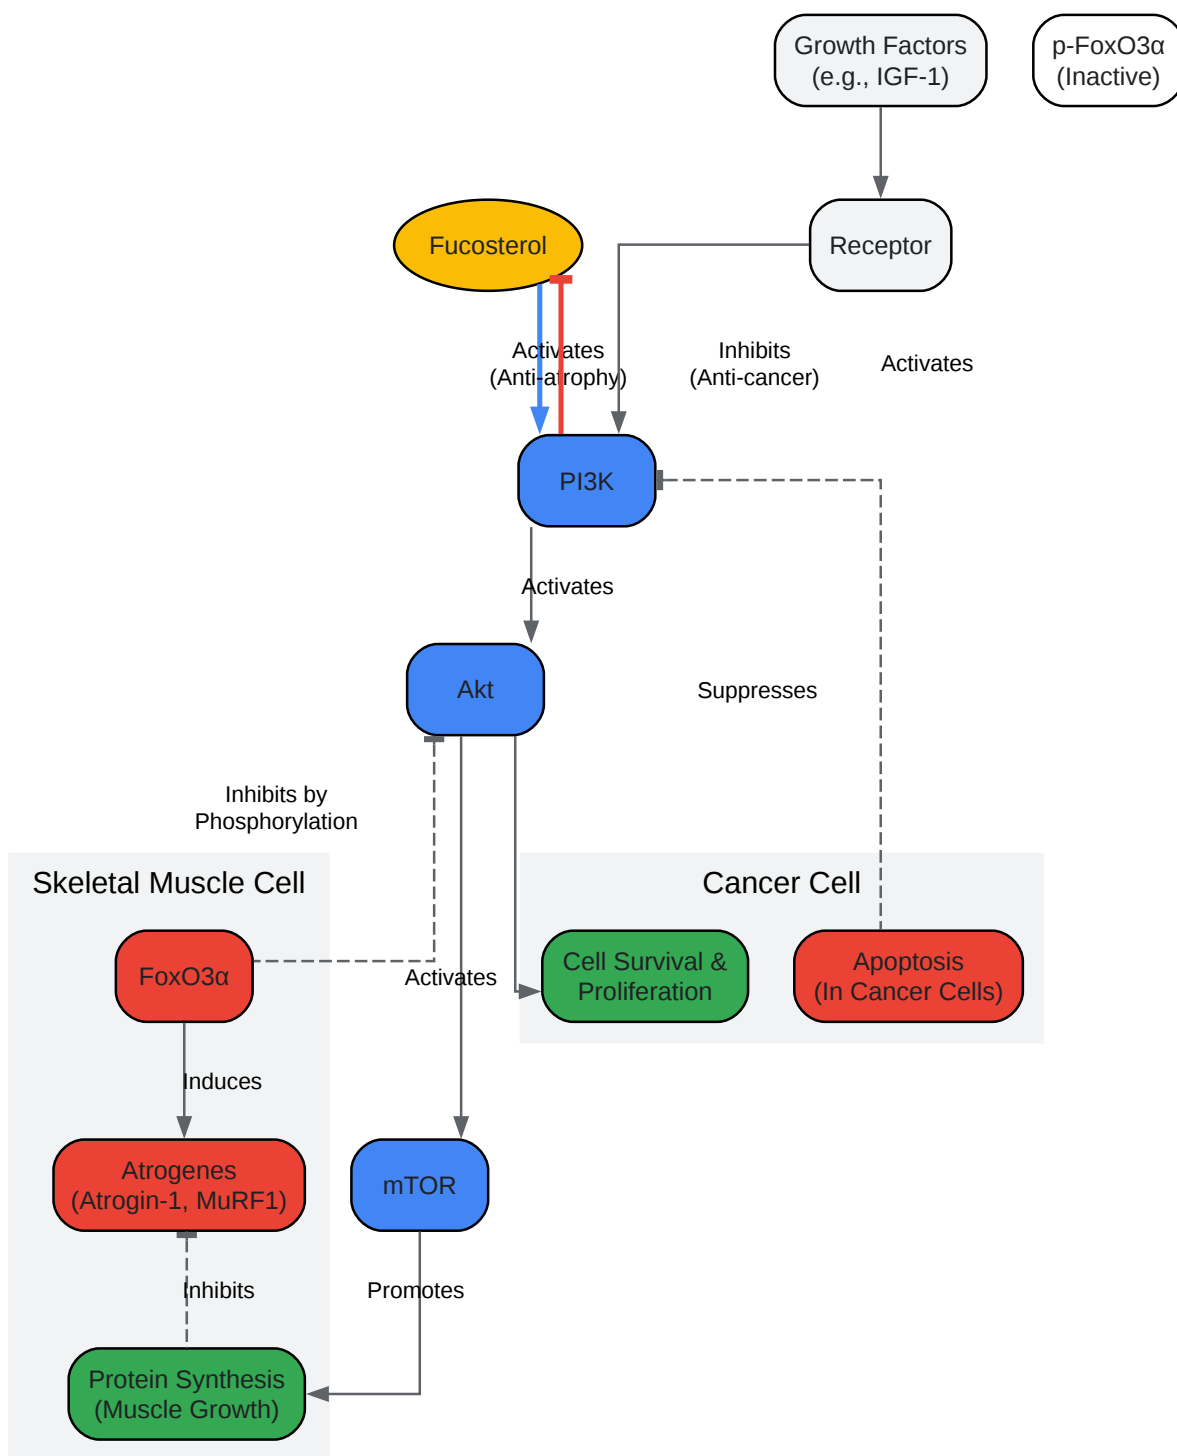 Growth Factors
(e.g., IGF-1)
p-FoxO3α
(Inactive)
Fucosterol
Receptor
Activates
(Anti-atrophy)
Inhibits
(Anti-cancer)
Activates
PI3K
Activates
Akt
Suppresses
Inhibits by
Phosphorylation
Skeletal Muscle Cell
Cancer Cell
FoxO3α
Activates
Cell Survival &
Proliferation
Apoptosis
(In Cancer Cells)
Induces
Atrogenes
(Atrogin-1, MuRF1)
mTOR
Inhibits
Promotes
Protein Synthesis
(Muscle Growth)